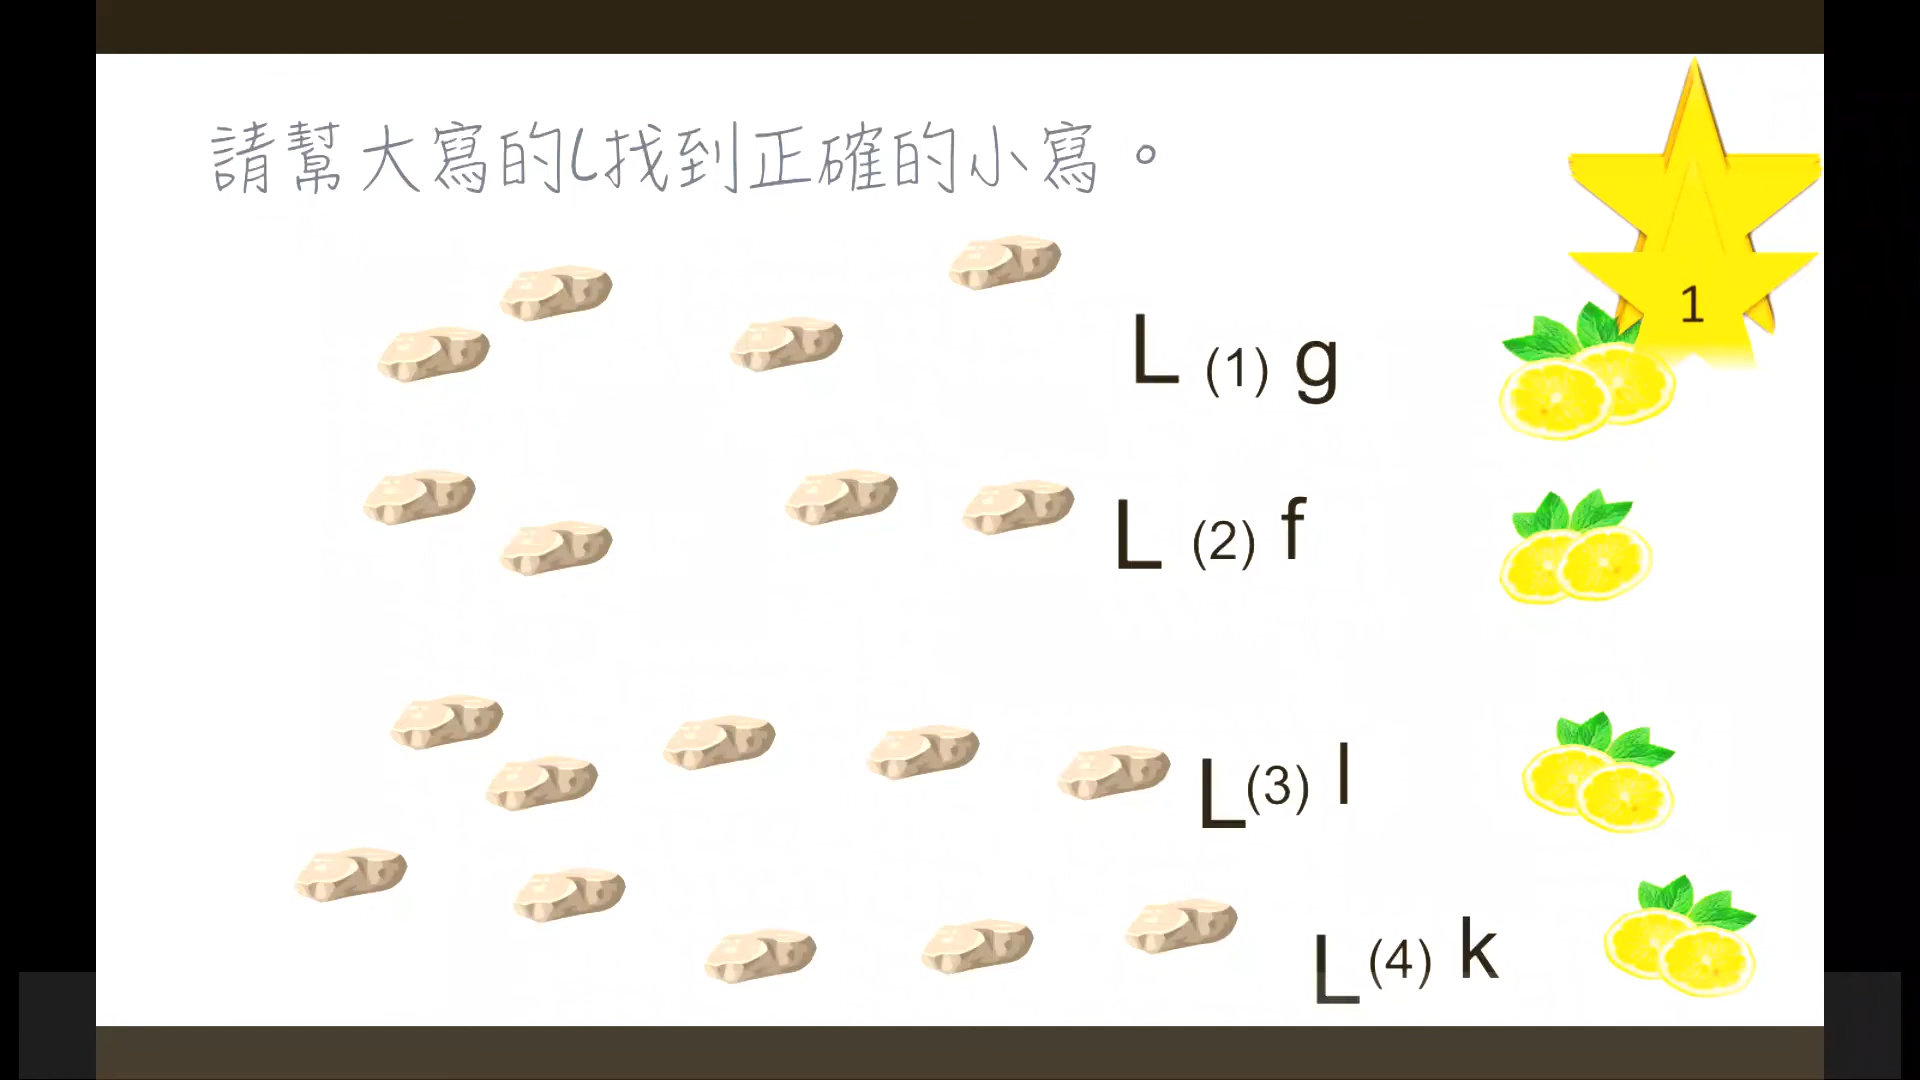 請幫大寫的L找到正確的小寫。
1
L (1) g
L (2) f
L (3) l
L (4) k